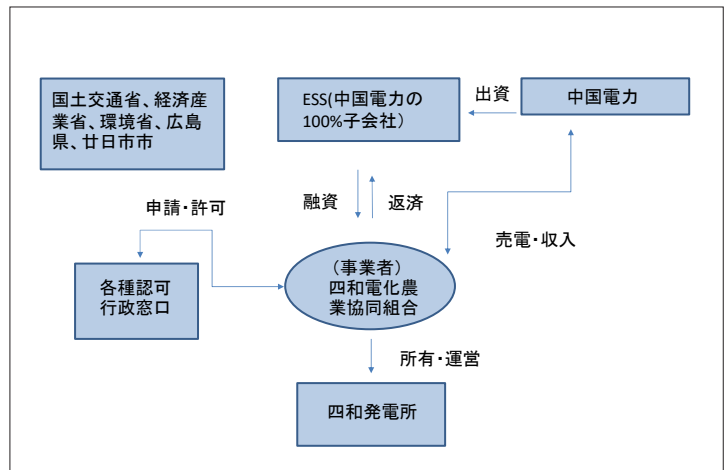 国土交通省、経済産
業省、環境省、広島
県、廿日市市
ESS(中国電力の
100%子会社）
出資
中国電力
融資
返済
申請・許可
売電・収入
各種認可
行政窓口
（事業者）
四和電化農
業協同組合
所有・運営
四和発電所